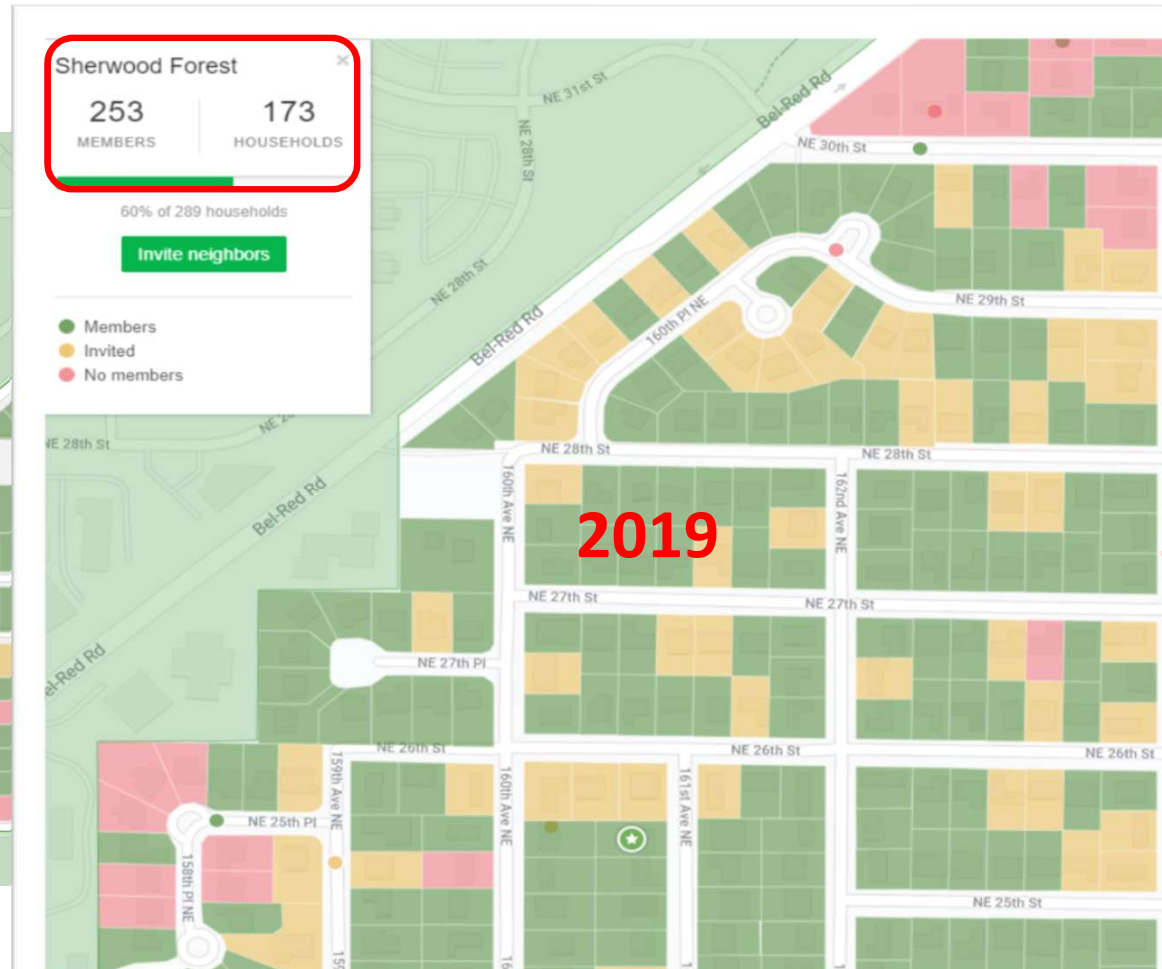 Sherwood Forest
×
253
173
MEMBERS
HOUSEHOLDS
60% of 289 households
Invite neighbors
Members
Invited
No members
NE 31st St
NE 28th St
Bel-Red Rd
NE 30th St
NE 28th St
NE 29th St
160th Pl NE
Bel-Red Rd
NE 28th St
NE 28th St
NE 28th St
160th Ave NE
162nd Ave NE
Bel-Red Rd
2019
NE 27th St
NE 27th St
el-Red Rd
NE 27th Pl
NE 26th St
NE 26th St
NE 26th St
159th Ave NE
160th Ave NE
161st Ave NE
NE 25th Pl
158th Pl NE
NE 25th St
159
16
1
1